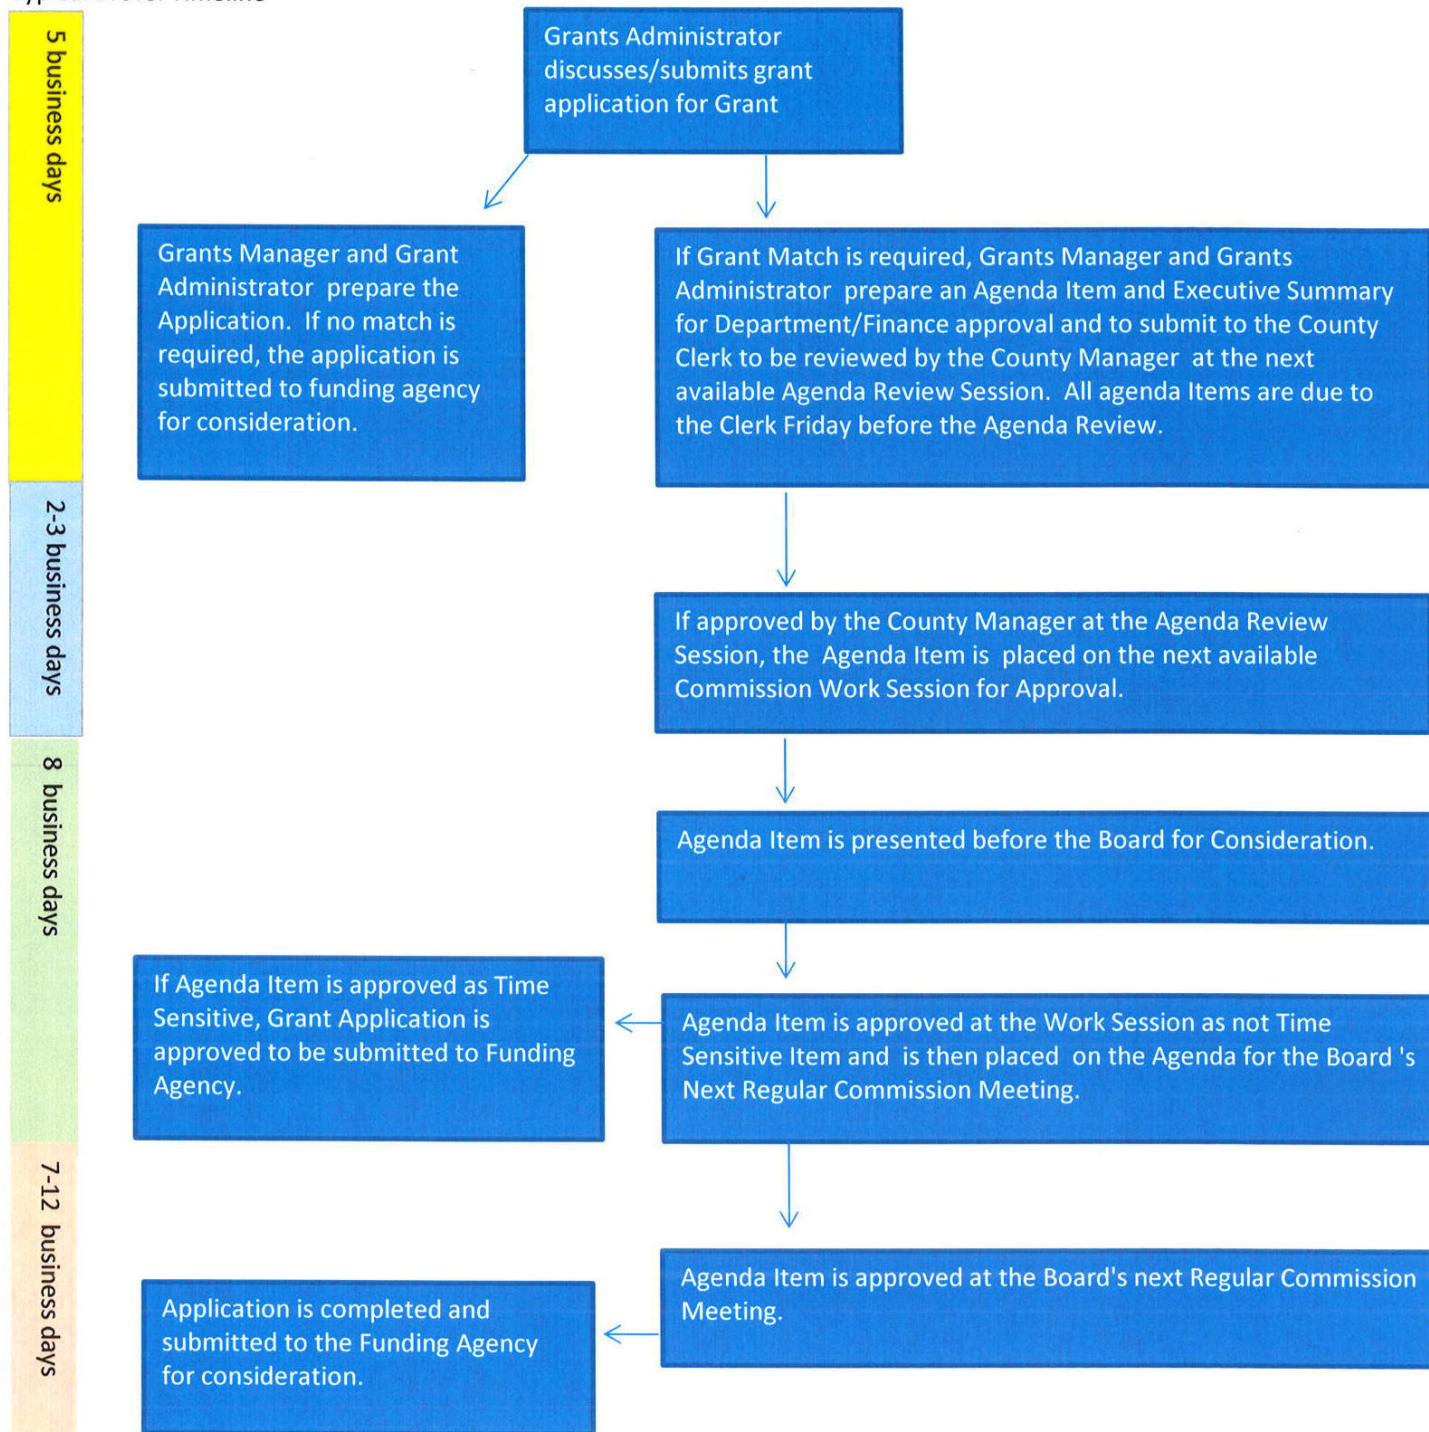 Timeline
5 business days
Grants Administrator
discusses/submits grant
application for Grant
Grants Manager and Grant
Administrator prepare the
Application. If no match is
required, the application is
submitted to funding agency
for consideration.
If Grant Match is required, Grants Manager and Grants
Administrator prepare an Agenda Item and Executive Summary
for Department/Finance approval and to submit to the County
Clerk to be reviewed by the County Manager at the next
available Agenda Review Session. All agenda Items are due to
the Clerk Friday before the Agenda Review.
2-3 business days
If approved by the County Manager at the Agenda Review
Session, the Agenda Item is placed on the next available
Commission Work Session for Approval.
8 business days
Agenda Item is presented before the Board for Consideration.
If Agenda Item is approved as Time
Sensitive, Grant Application is
approved to be submitted to Funding
Agency.
Agenda Item is approved at the Work Session as not Time
Sensitive Item and is then placed on the Agenda for the Board 's
Next Regular Commission Meeting.
7-12 business days
Agenda Item is approved at the Board's next Regular Commission
Meeting.
Application is completed and
submitted to the Funding Agency
for consideration.